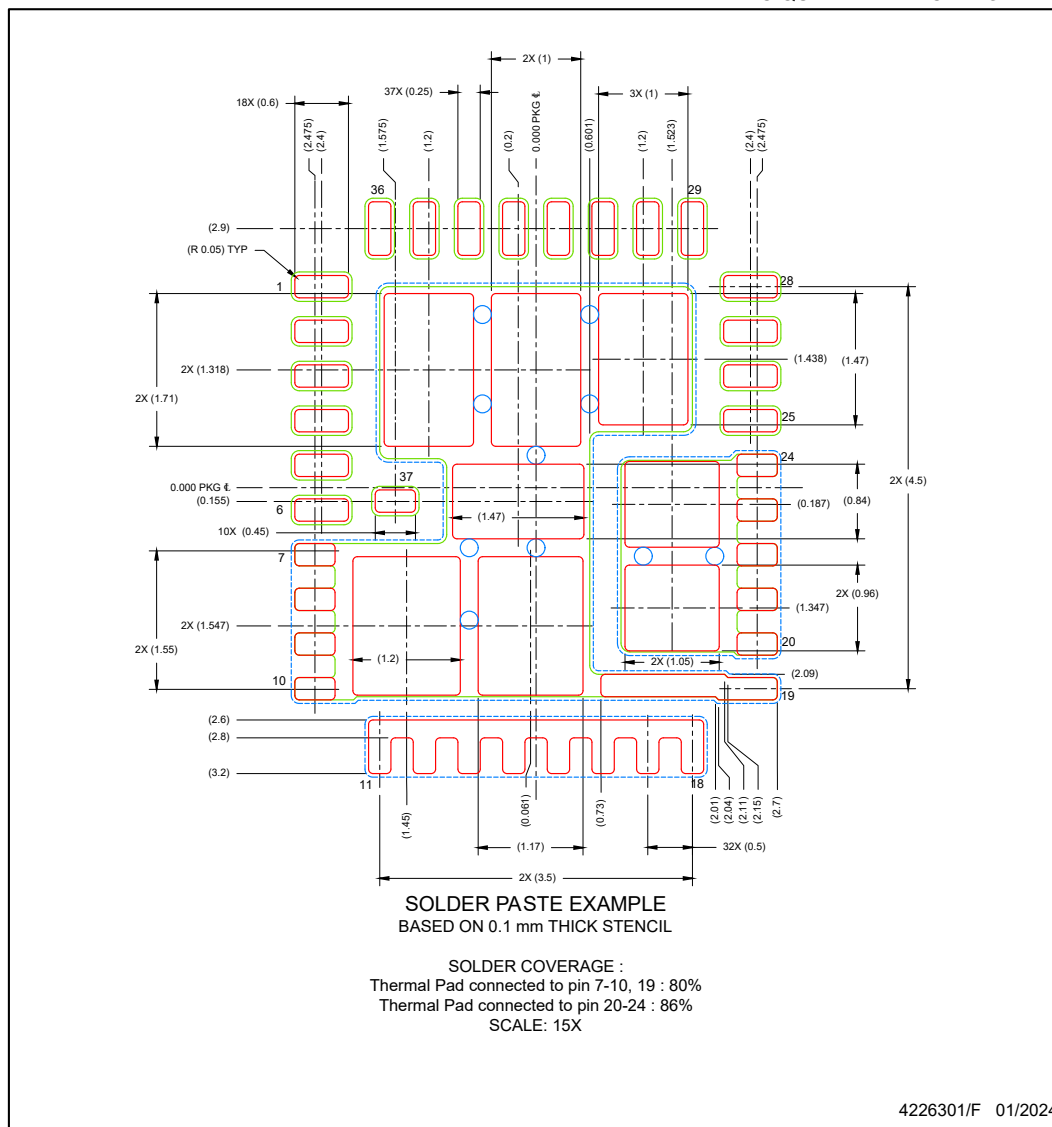 2X (1)
37X (0.25)
3X (1)
18X (0.6)
(2.475)
(2.4)
(1.575)
(1.2)
(0.2)
0.000 PKG ℄
(0.601)
(1.2)
(1.523)
(2.4)
(2.475)
36
29
(2.9)
(R 0.05) TYP
1
28
2X (1.318)
(1.438)
(1.47)
2X (1.71)
25
24
37
0.000 PKG ℄
(0.155)
2X (4.5)
6
(1.47)
(0.187)
(0.84)
10X (0.45)
7
2X (0.96)
(1.347)
2X (1.547)
2X (1.55)
20
(1.2)
2X (1.05)
(2.09)
10
19
(2.6)
(2.8)
(3.2)
11
18
(1.45)
(0.061)
(0.73)
(2.01)
(2.04)
(2.11)
(2.15)
(2.7)
(1.17)
32X (0.5)
2X (3.5)
SOLDER PASTE EXAMPLE
BASED ON 0.1 mm THICK STENCIL
SOLDER COVERAGE :
Thermal Pad connected to pin 7-10, 19 : 80%
Thermal Pad connected to pin 20-24 : 86%
SCALE: 15X
4226301/F 01/2024